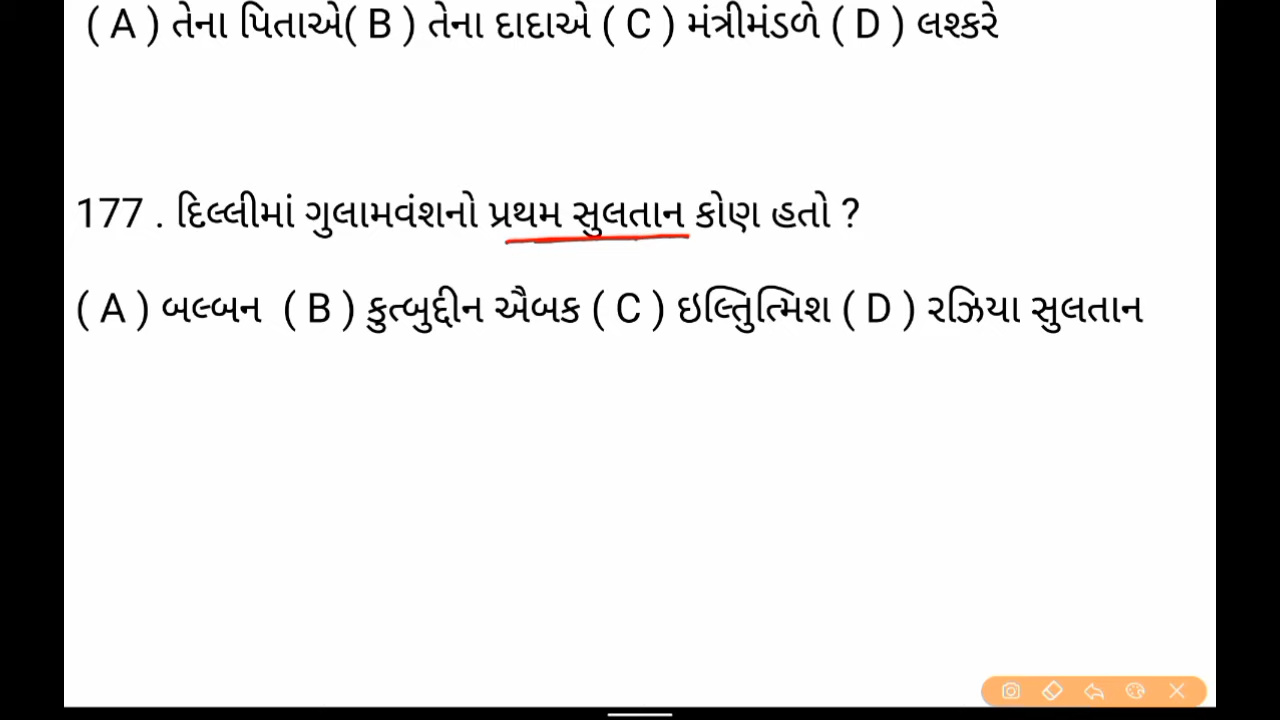 ( A ) તેના પિતાએ( B ) તેના દાદાએ ( C ) મંત્રીમંડળે ( D ) લશ્કરે
177 . દિલ્લીમાં ગુલામવંશનો પ્રથમ સુલતાન કોણ હતો ?
( A ) બલ્બન ( B ) કુત્બુદ્દીન ઐબક ( C ) ઇલ્તુિત્મિશ ( D ) રઝિયા સુલતાન